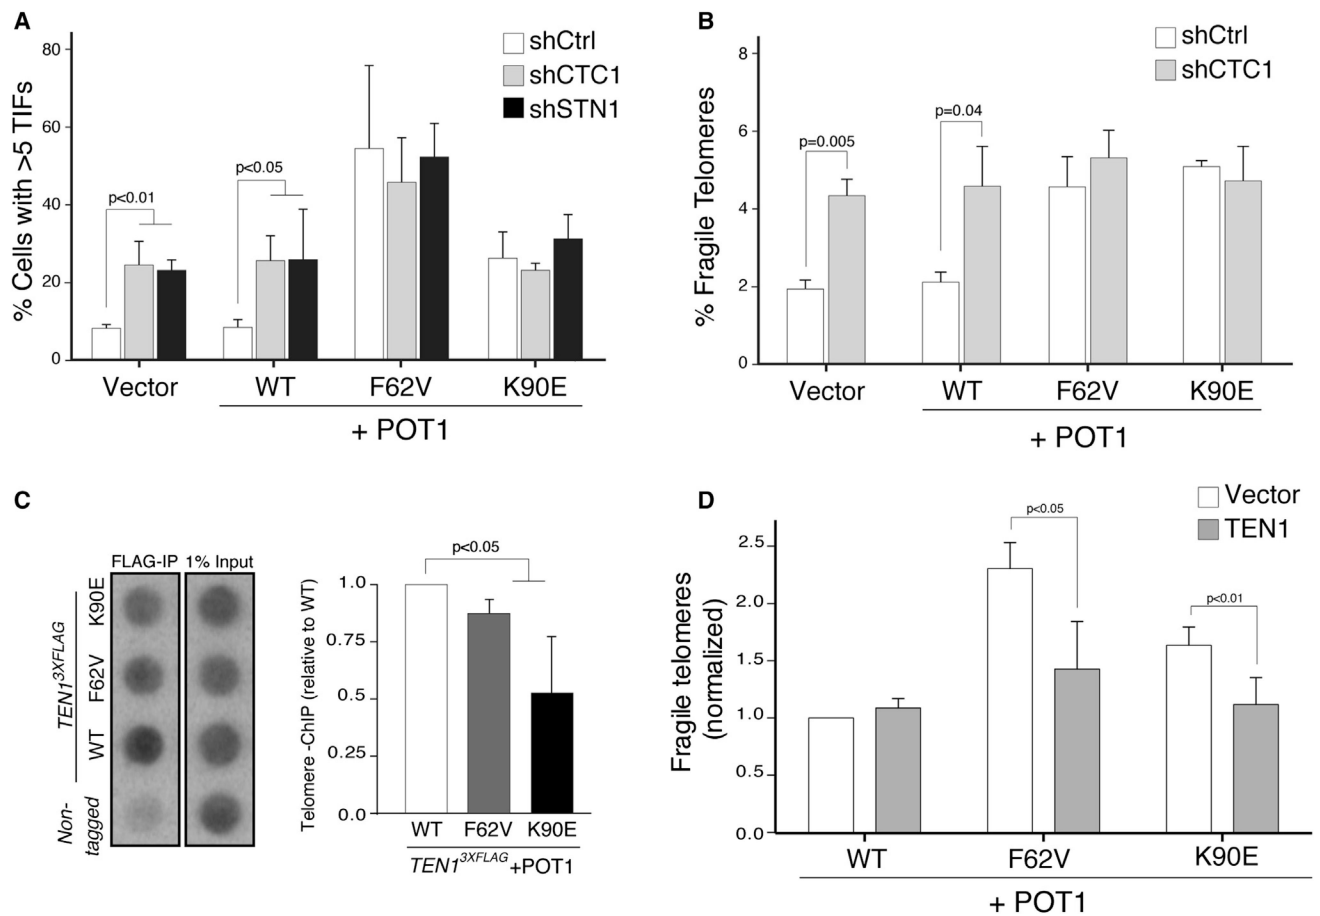 A
80
60
40
20
0
% Cells with >5 TIFs
shCtrl
shCTC1
shSTN1
p<0.01
p<0.05
Vector WT F62V K90E
+ POT1
B
8
6
4
2
0
% Fragile Telomeres
shCtrl
shCTC1
p=0.005
p=0.04
Vector WT F62V K90E
+ POT1
C
FLAG-IP 1% Input
TEN1 3XFLAG
K90E
F62V
WT
Non-
tagged
Telomere -ChIP (relative to WT)
1.0
0.75
0.5
0.25
0.0
p<0.05
WT F62V K90E
TEN1 3XFLAG +POT1
D
Fragile telomeres
(normalized)
2.5
2.0
1.5
1.0
0.5
0.0
Vector
TEN1
p<0.05
p<0.01
WT F62V K90E
+ POT1